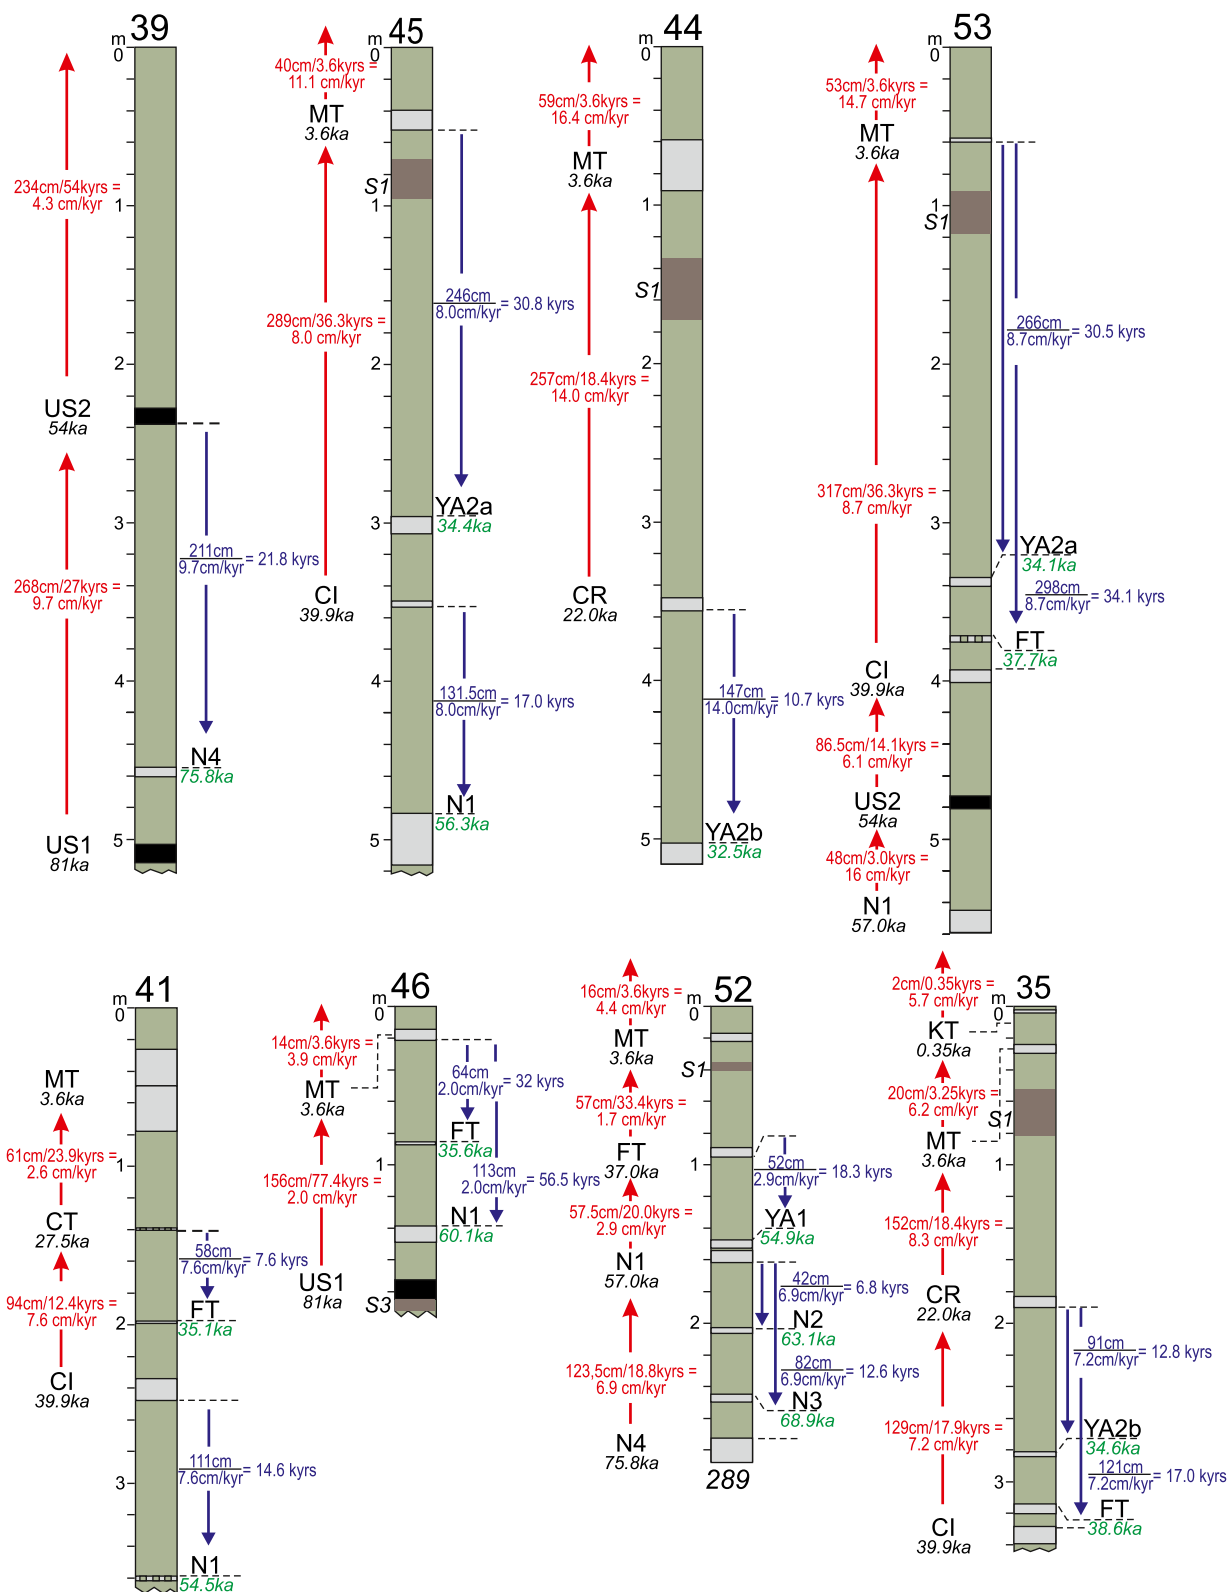 39
m
0
1
2
3
4
5
234cm/54kyrs =
4.3 cm/kyr
US2
54ka
268cm/27kyrs =
9.7 cm/kyr
US1
81ka
211cm
9.7cm/kyr = 21.8 kyrs
N4
75.8ka
45
m
0
1
2
3
4
5
40cm/3.6kyrs =
11.1 cm/kyr
MT
3.6ka
S1
289cm/36.3kyrs =
8.0 cm/kyr
CI
39.9ka
246cm
8.0cm/kyr = 30.8 kyrs
YA2a
34.4ka
131.5cm
8.0cm/kyr = 17.0 kyrs
N1
56.3ka
44
m
0
1
2
3
4
5
59cm/3.6kyrs =
16.4 cm/kyr
MT
3.6ka
S1
257cm/18.4kyrs =
14.0 cm/kyr
CR
22.0ka
147cm
14.0cm/kyr = 10.7 kyrs
YA2b
32.5ka
53
m
0
1
2
3
4
5
53cm/3.6kyrs =
14.7 cm/kyr
MT
3.6ka
S1
317cm/36.3kyrs =
8.7 cm/kyr
CI
39.9ka
86.5cm/14.1kyrs =
6.1 cm/kyr
US2
54ka
48cm/3.0kyrs =
16 cm/kyr
N1
57.0ka
266cm
8.7cm/kyr = 30.5 kyrs
YA2a
34.1ka
298cm
8.7cm/kyr = 34.1 kyrs
FT
37.7ka
41
m
0
1
2
3
MT
3.6ka
61cm/23.9kyrs =
2.6 cm/kyr
CT
27.5ka
94cm/12.4kyrs =
7.6 cm/kyr
CI
39.9ka
58cm
7.6cm/kyr = 7.6 kyrs
FT
35.1ka
111cm
7.6cm/kyr = 14.6 kyrs
N1
54.5ka
46
m
0
1
14cm/3.6kyrs =
3.9 cm/kyr
MT
3.6ka
156cm/77.4kyrs =
2.0 cm/kyr
US1
81ka
S3
64cm
2.0cm/kyr = 32 kyrs
FT
35.6ka
113cm
2.0cm/kyr = 56.5 kyrs
N1
60.1ka
52
m
0
1
2
16cm/3.6kyrs =
4.4 cm/kyr
MT
3.6ka
S1
57cm/33.4kyrs =
1.7 cm/kyr
FT
37.0ka
57.5cm/20.0kyrs =
2.9 cm/kyr
N1
57.0ka
123,5cm/18.8kyrs =
6.9 cm/kyr
N4
75.8ka
52cm
2.9cm/kyr = 18.3 kyrs
YA1
54.9ka
42cm
6.9cm/kyr = 6.8 kyrs
N2
63.1ka
82cm
6.9cm/kyr = 12.6 kyrs
N3
68.9ka
289
35
m
0
1
2
3
2cm/0.35kyrs =
5.7 cm/kyr
KT
0.35ka
20cm/3.25kyrs =
6.2 cm/kyr
S1
MT
3.6ka
152cm/18.4kyrs =
8.3 cm/kyr
CR
22.0ka
129cm/17.9kyrs =
7.2 cm/kyr
CI
39.9ka
91cm
7.2cm/kyr = 12.8 kyrs
YA2b
34.6ka
121cm
7.2cm/kyr = 17.0 kyrs
FT
38.6ka